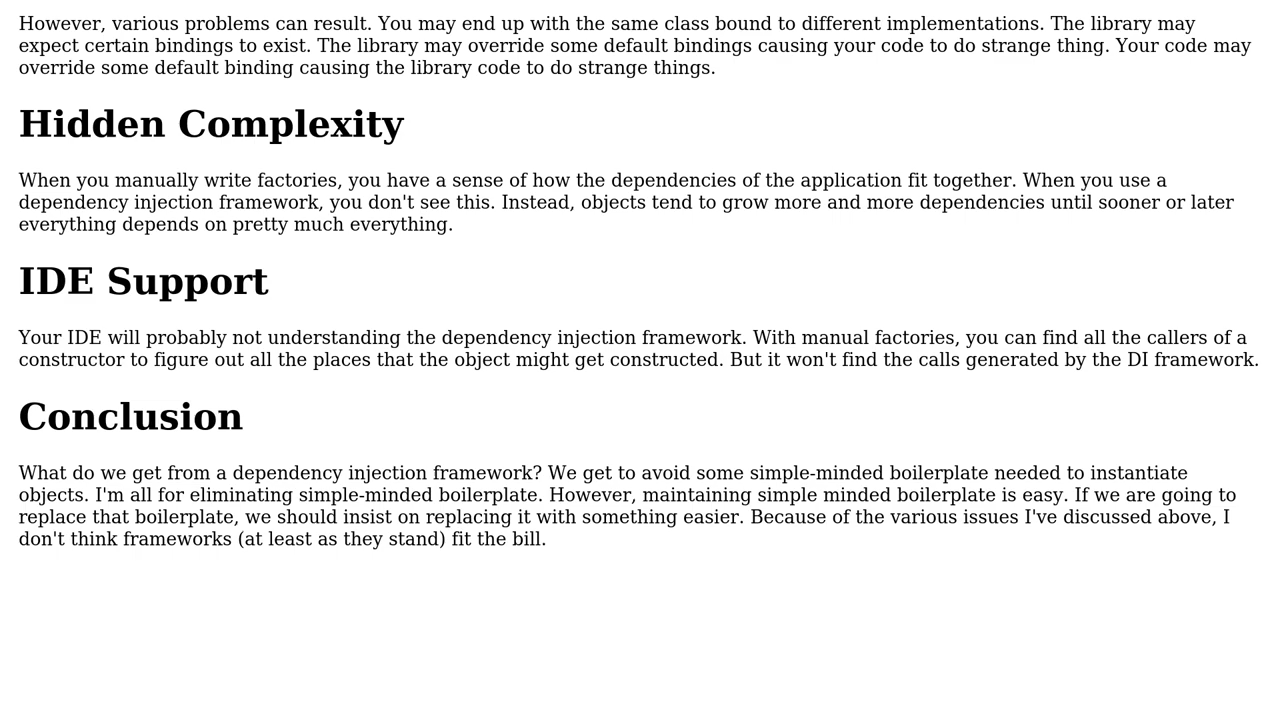 However, various problems can result. You may end up with the same class bound to different implementations. The library may
expect certain bindings to exist. The library may override some default bindings causing your code to do strange thing. Your code may
override some default binding causing the library code to do strange things.
Hidden Complexity
When you manually write factories, you have a sense of how the dependencies of the application fit together. When you use a
dependency injection framework, you don't see this. Instead, objects tend to grow more and more dependencies until sooner or later
everything depends on pretty much everything.
IDE Support
Your IDE will probably not understanding the dependency injection framework. With manual factories, you can find all the callers of a
constructor to figure out all the places that the object might get constructed. But it won't find the calls generated by the DI framework.
Conclusion
What do we get from a dependency injection framework? We get to avoid some simple-minded boilerplate needed to instantiate
objects. I'm all for eliminating simple-minded boilerplate. However, maintaining simple minded boilerplate is easy. If we are going to
replace that boilerplate, we should insist on replacing it with something easier. Because of the various issues I've discussed above, I
don't think frameworks (at least as they stand) fit the bill.